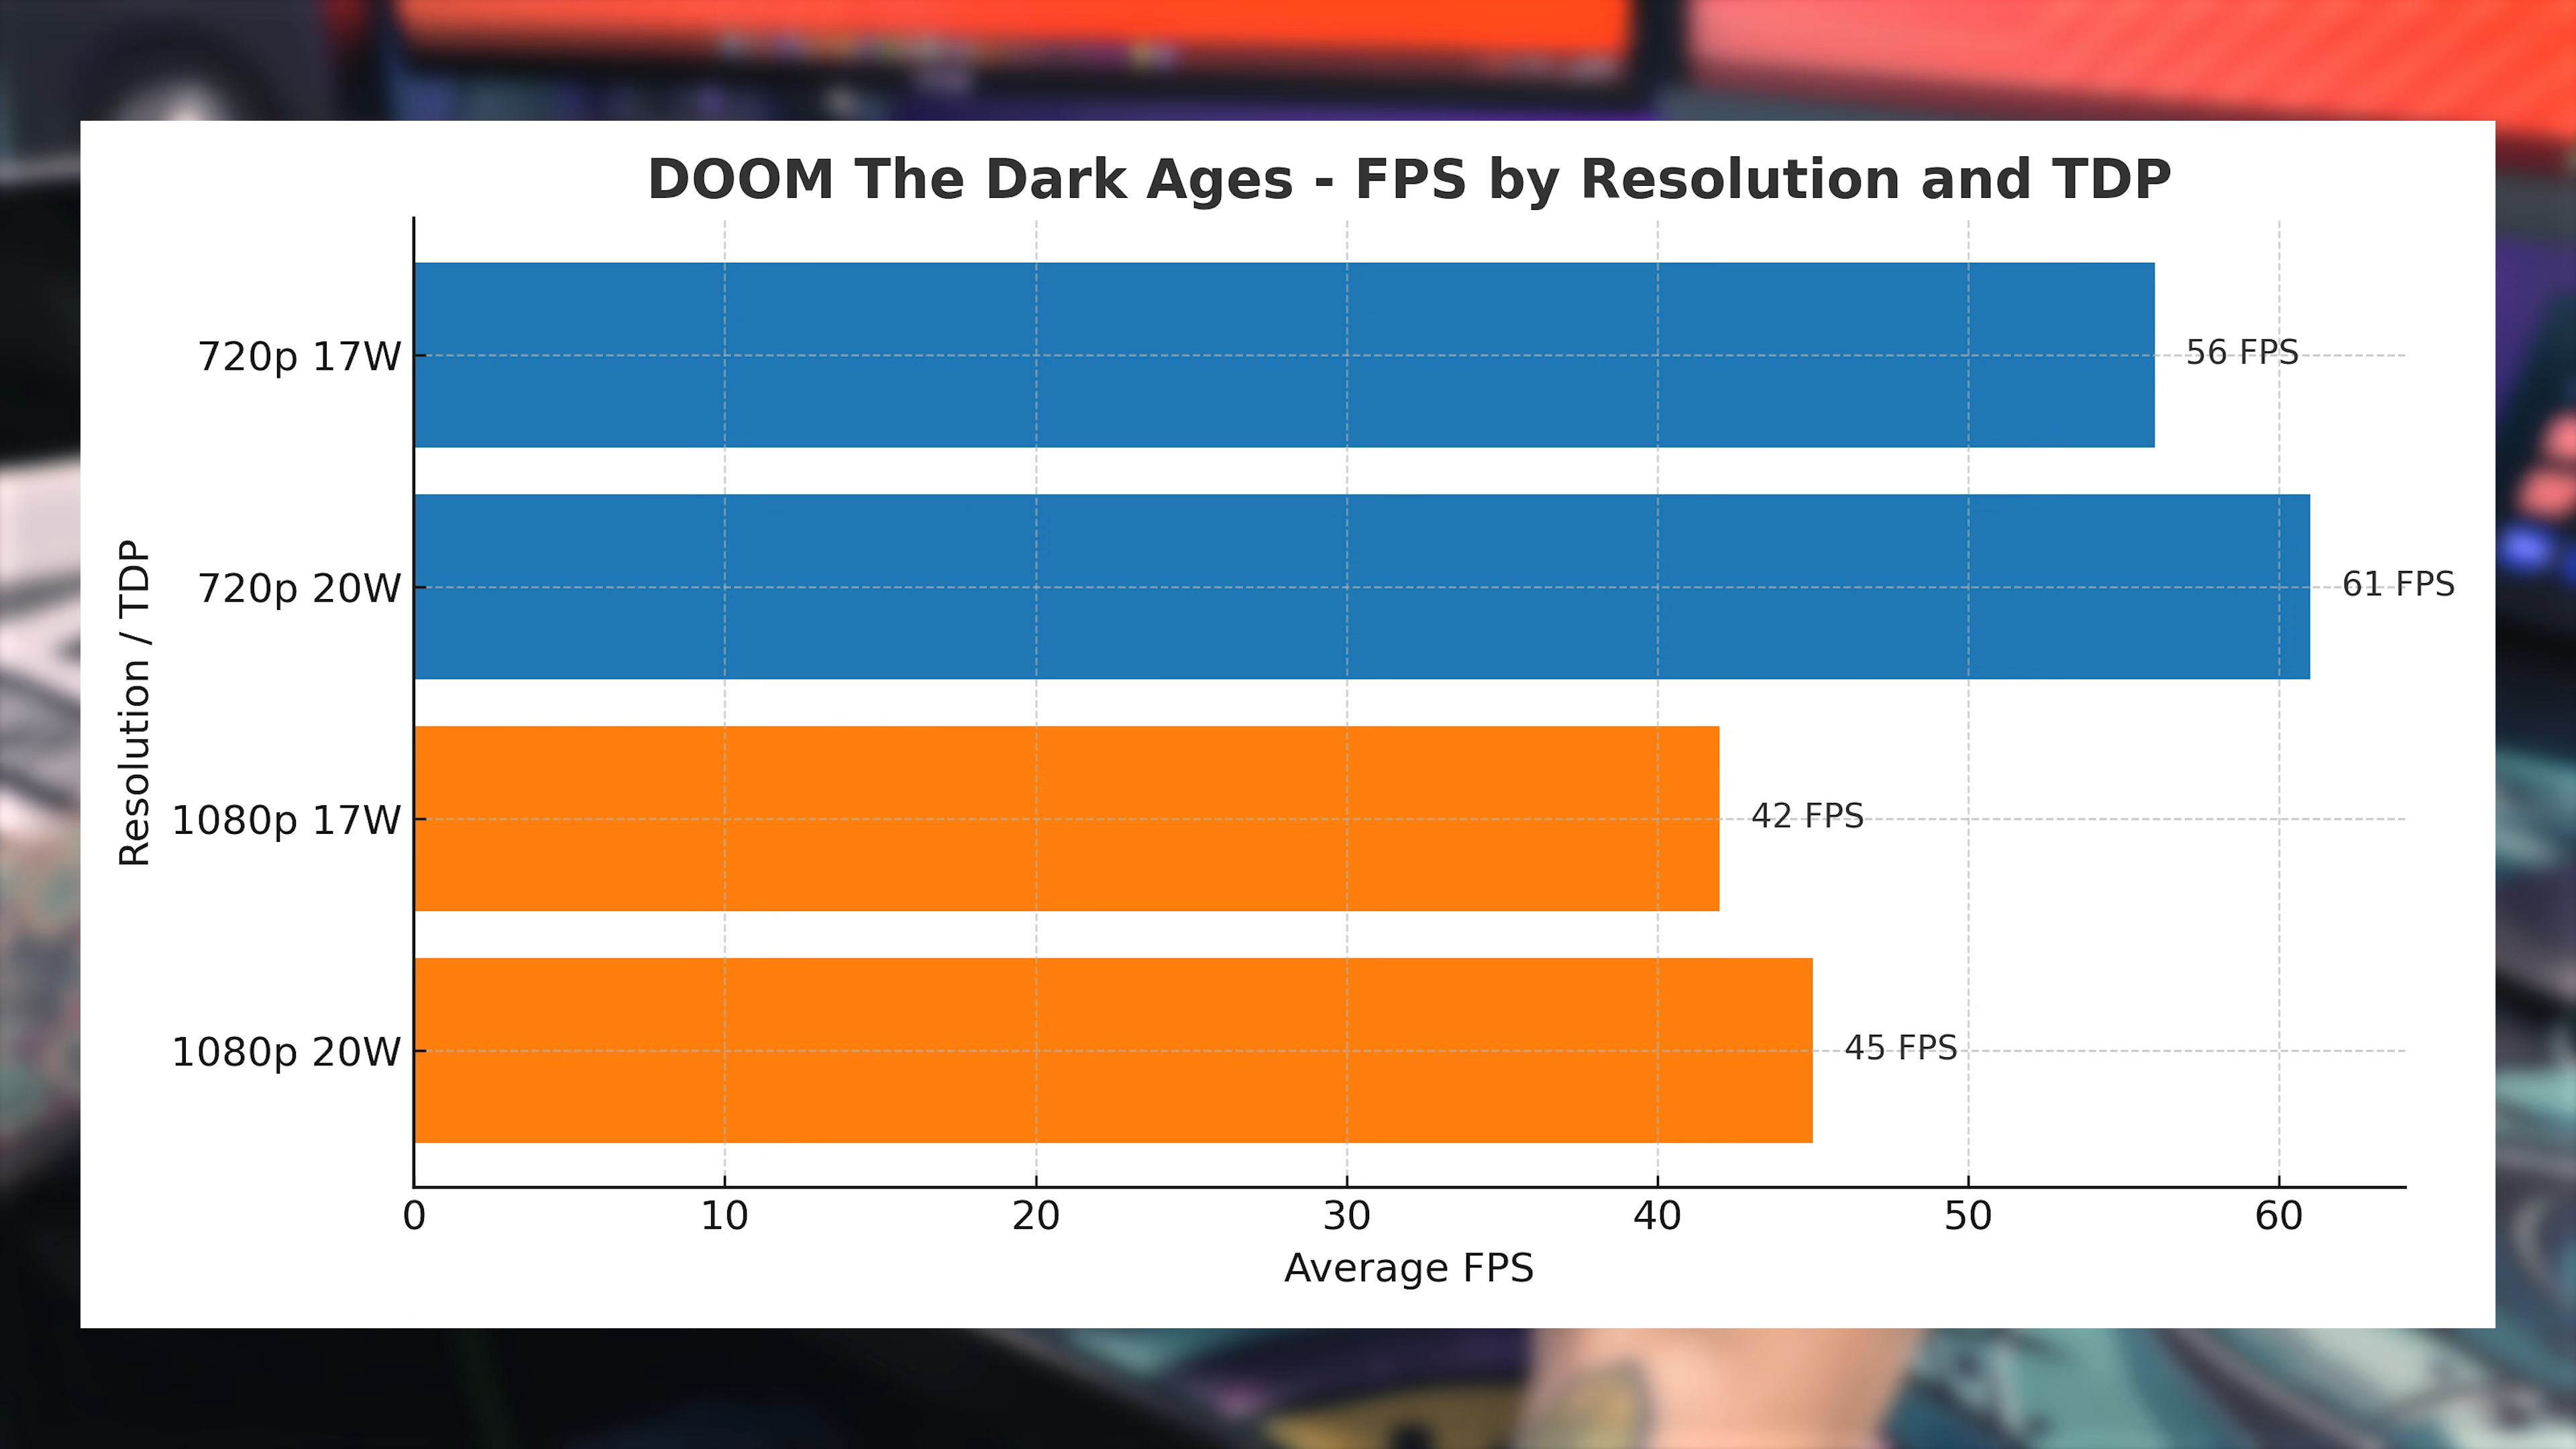 DOOM The Dark Ages - FPS by Resolution and TDP
Resolution / TDP
720p 17W
56 FPS
720p 20W
61 FPS
1080p 17W
42 FPS
1080p 20W
45 FPS
0 10 20 30 40 50 60
Average FPS